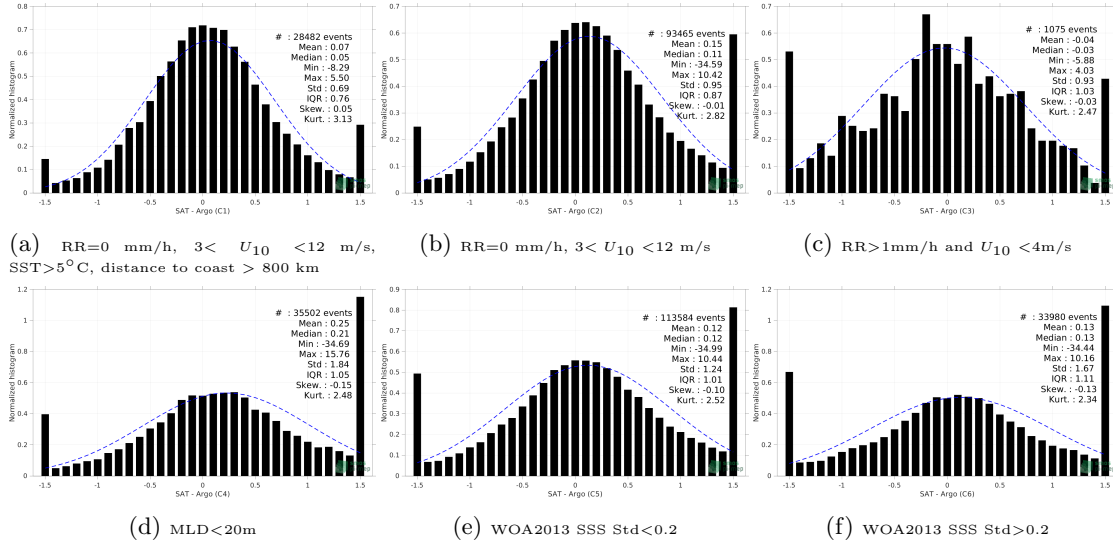 0.8
0.7
0.6
0.5
0.4
0.3
0.2
0.1
0
Normalized histogram
# : 28482 events
Mean : 0.07
Median : 0.05
Min : -8.29
Max : 5.50
Std : 0.69
IQR : 0.76
Skew. : 0.05
Kurt. : 3.13
-1.5 -1 -0.5 0 0.5 1 1.5
SAT - Argo (C1)
(a) RR=0 mm/h, 3< U10 <12 m/s,
SST>5°C, distance to coast > 800 km
0.7
0.6
0.5
0.4
0.3
0.2
0.1
0
Normalized histogram
# : 93465 events
Mean : 0.15
Median : 0.11
Min : -34.59
Max : 10.42
Std : 0.95
IQR : 0.87
Skew. : -0.01
Kurt. : 2.82
-1.5 -1 -0.5 0 0.5 1 1.5
SAT - Argo (C2)
(b) RR=0 mm/h, 3< U10 <12 m/s
0.7
0.6
0.5
0.4
0.3
0.2
0.1
0
Normalized histogram
# : 1075 events
Mean : -0.04
Median : -0.03
Min : -5.88
Max : 4.03
Std : 0.93
IQR : 1.03
Skew. : -0.03
Kurt. : 2.47
-1.5 -1 -0.5 0 0.5 1 1.5
SAT - Argo (C3)
(c) RR>1mm/h and U10 <4m/s
1.2
1
0.8
0.6
0.4
0.2
0
Normalized histogram
# : 35502 events
Mean : 0.25
Median : 0.21
Min : -34.69
Max : 15.76
Std : 1.84
IQR : 1.05
Skew. : -0.15
Kurt. : 2.48
-1.5 -1 -0.5 0 0.5 1 1.5
SAT - Argo (C4)
(d) MLD<20m
0.9
0.8
0.7
0.6
0.5
0.4
0.3
0.2
0.1
0
Normalized histogram
# : 113584 events
Mean : 0.12
Median : 0.12
Min : -34.99
Max : 10.44
Std : 1.24
IQR : 1.01
Skew. : -0.10
Kurt. : 2.52
-1.5 -1 -0.5 0 0.5 1 1.5
SAT - Argo (C5)
(e) WOA2013 SSS Std<0.2
1.2
1
0.8
0.6
0.4
0.2
0
Normalized histogram
# : 33980 events
Mean : 0.13
Median : 0.13
Min : -34.44
Max : 10.16
Std : 1.67
IQR : 1.11
Skew. : -0.13
Kurt. : 2.34
-1.5 -1 -0.5 0 0.5 1 1.5
SAT - Argo (C6)
(f) WOA2013 SSS Std>0.2